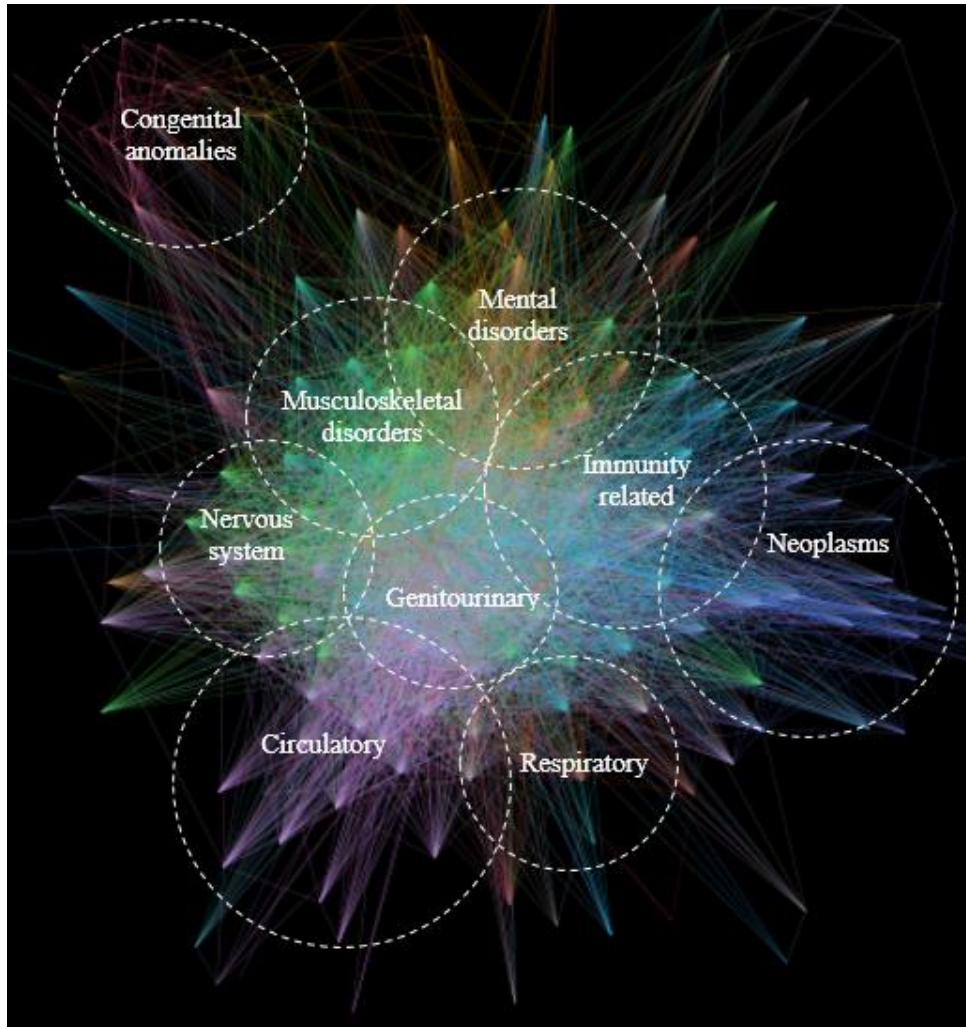 Congenital
anomalies
Mental
disorders
Musculoskeletal
disorders
Immunity
related
Nervous
system
Neoplasms
Genitourinary
Circulatory
Respiratory